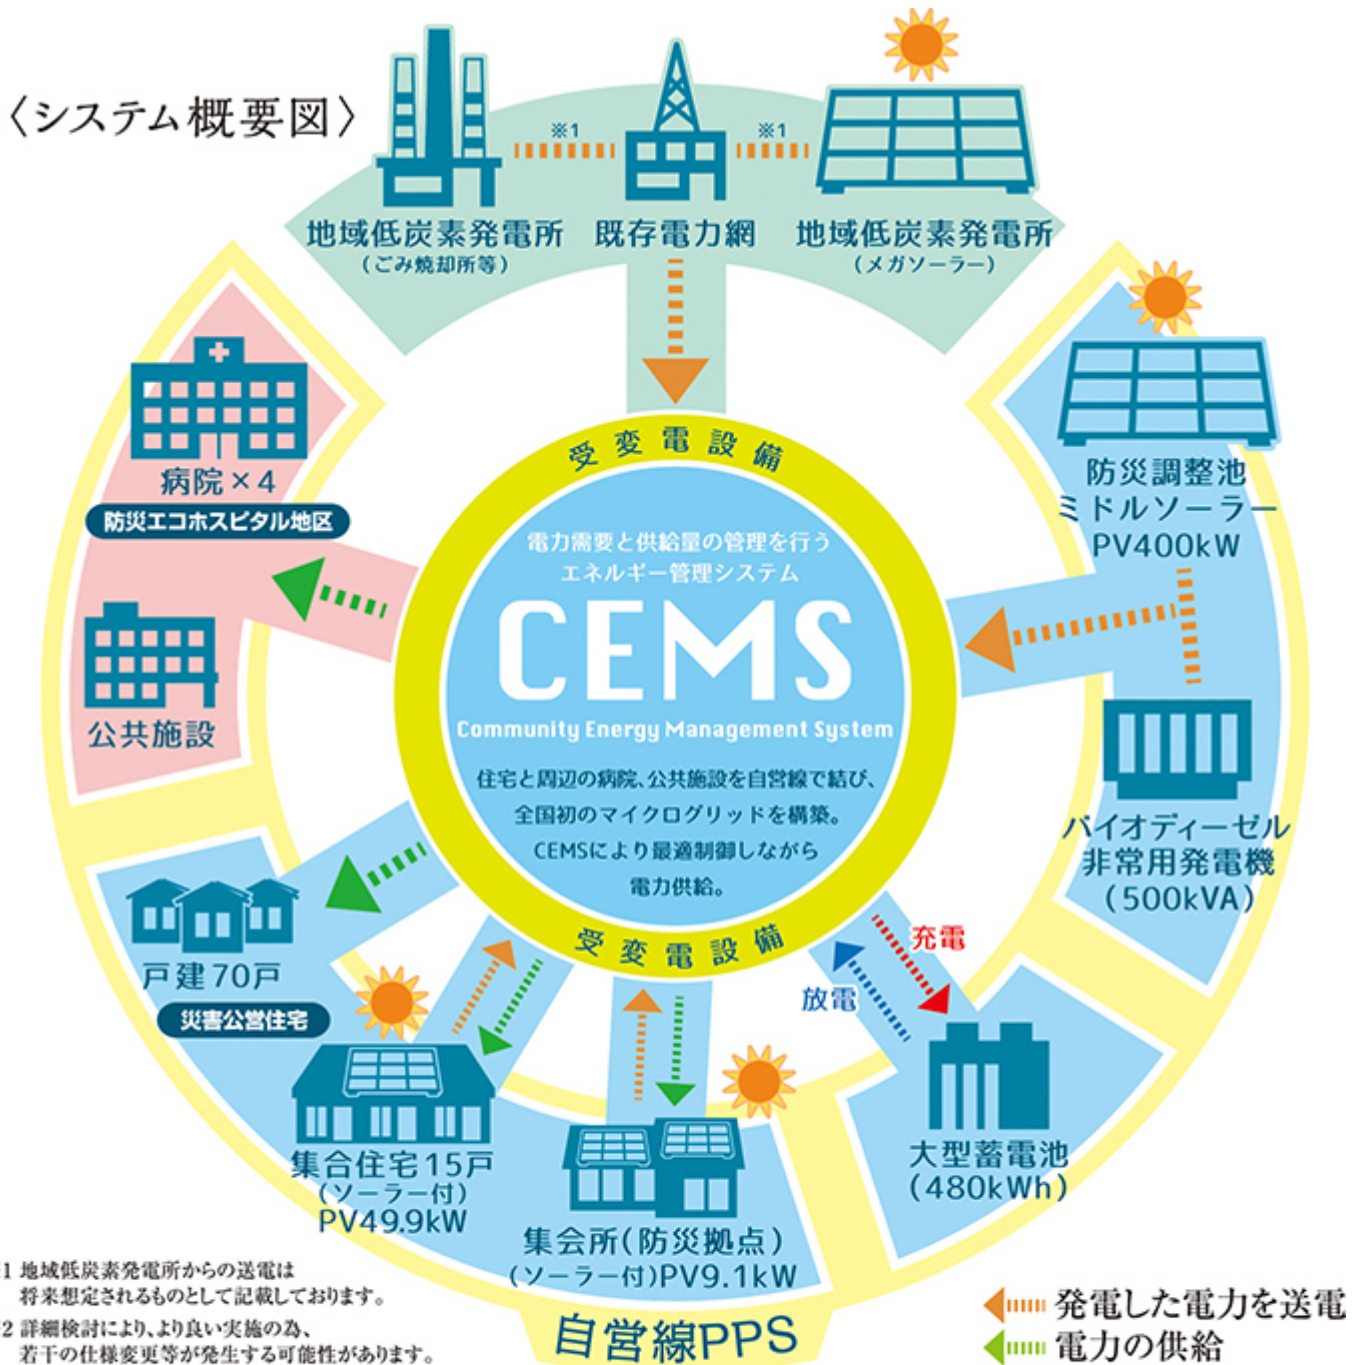 〈システム概要図〉
※1
※1
地域低炭素発電所
(ごみ焼却所等)
既存電力網
地域低炭素発電所
(メガソーラー)
病院×4
防災エコホスピタル地区
公共施設
受変電設備
電力需要と供給量の管理を行う
エネルギー管理システム
CEMS
Community Energy Management System
住宅と周辺の病院、公共施設を自営線で結び、
全国初のマイクログリッドを構築。
CEMSにより最適制御しながら
電力供給。
受変電設備
防災調整池
ミドルソーラー
PV400kW
バイオディーゼル
非常用発電機
(500kVA)
戸建70戸
災害公営住宅
集合住宅15戸
(ソーラー付)
PV49.9kW
集会所(防災拠点)
(ソーラー付)PV9.1kW
充電
放電
大型蓄電池
(480kWh)
自営線PPS
1 地域低炭素発電所からの送電は
将来想定されるものとして記載しております。
2 詳細検討により、より良い実施の為、
若干の仕様変更等が発生する可能性があります。
発電した電力を送電
電力の供給